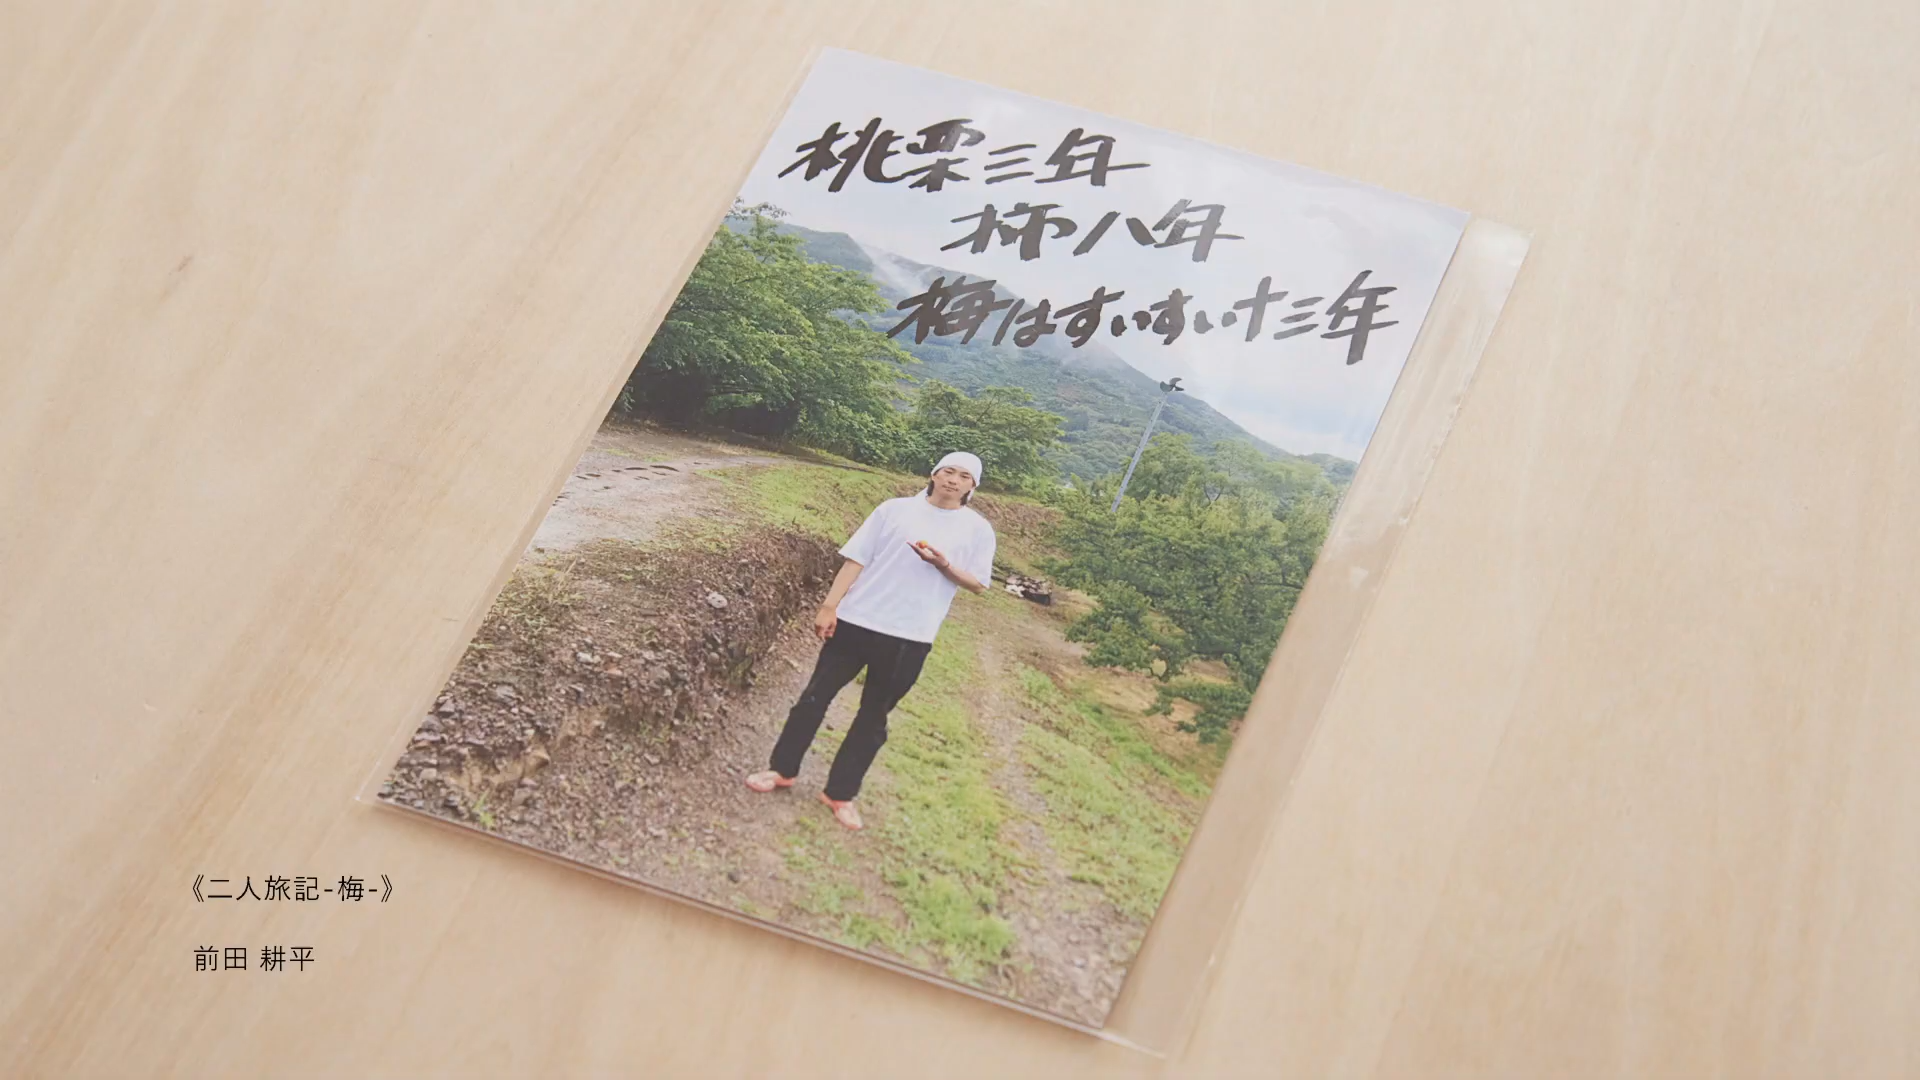 桃栗三年
柿八年
梅はすいすい十三年
《二人旅記-梅-》
前田 耕平